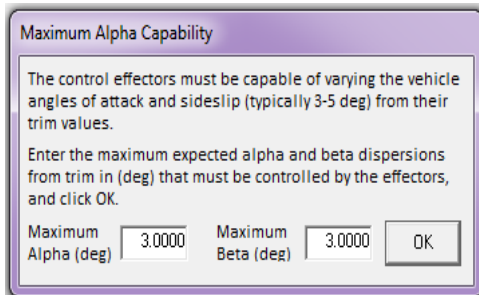 Maximum Alpha Capability
The control effectors must be capable of varying the vehicle
angles of attack and sideslip (typically 3-5 deg) from their
trim values.
Enter the maximum expected alpha and beta dispersions
from trim in (deg) that must be controlled by the effectors,
and click OK.
Maximum Maximum
Alpha (deg) 3.0000 Beta (deg) 3.0000 OK